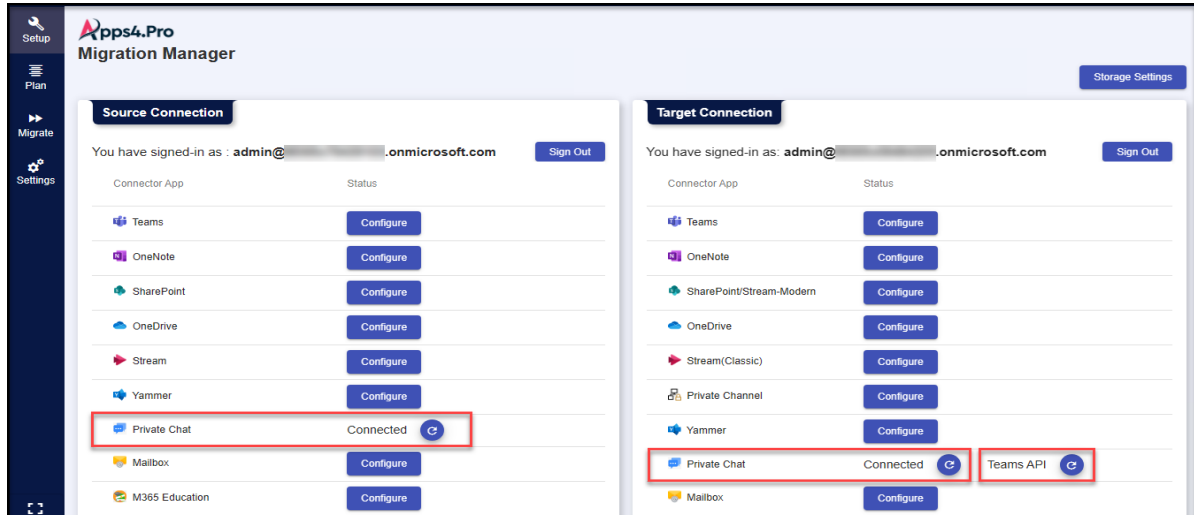 Setup
Plan
Migrate
Settings
Apps4.Pro
Migration Manager
Storage Settings
Source Connection
You have signed-in as : admin@ .onmicrosoft.com
Sign Out
Connector App Status
Teams Configure
OneNote Configure
SharePoint Configure
OneDrive Configure
Stream Configure
Yammer Configure
Private Chat Connected
Mailbox Configure
M365 Education Configure
Target Connection
You have signed-in as: admin@ .onmicrosoft.com
Sign Out
Connector App Status
Teams Configure
OneNote Configure
SharePoint/Stream-Modern Configure
OneDrive Configure
Stream(Classic) Configure
Private Channel Configure
Yammer Configure
Private Chat Connected Teams API
Mailbox Configure